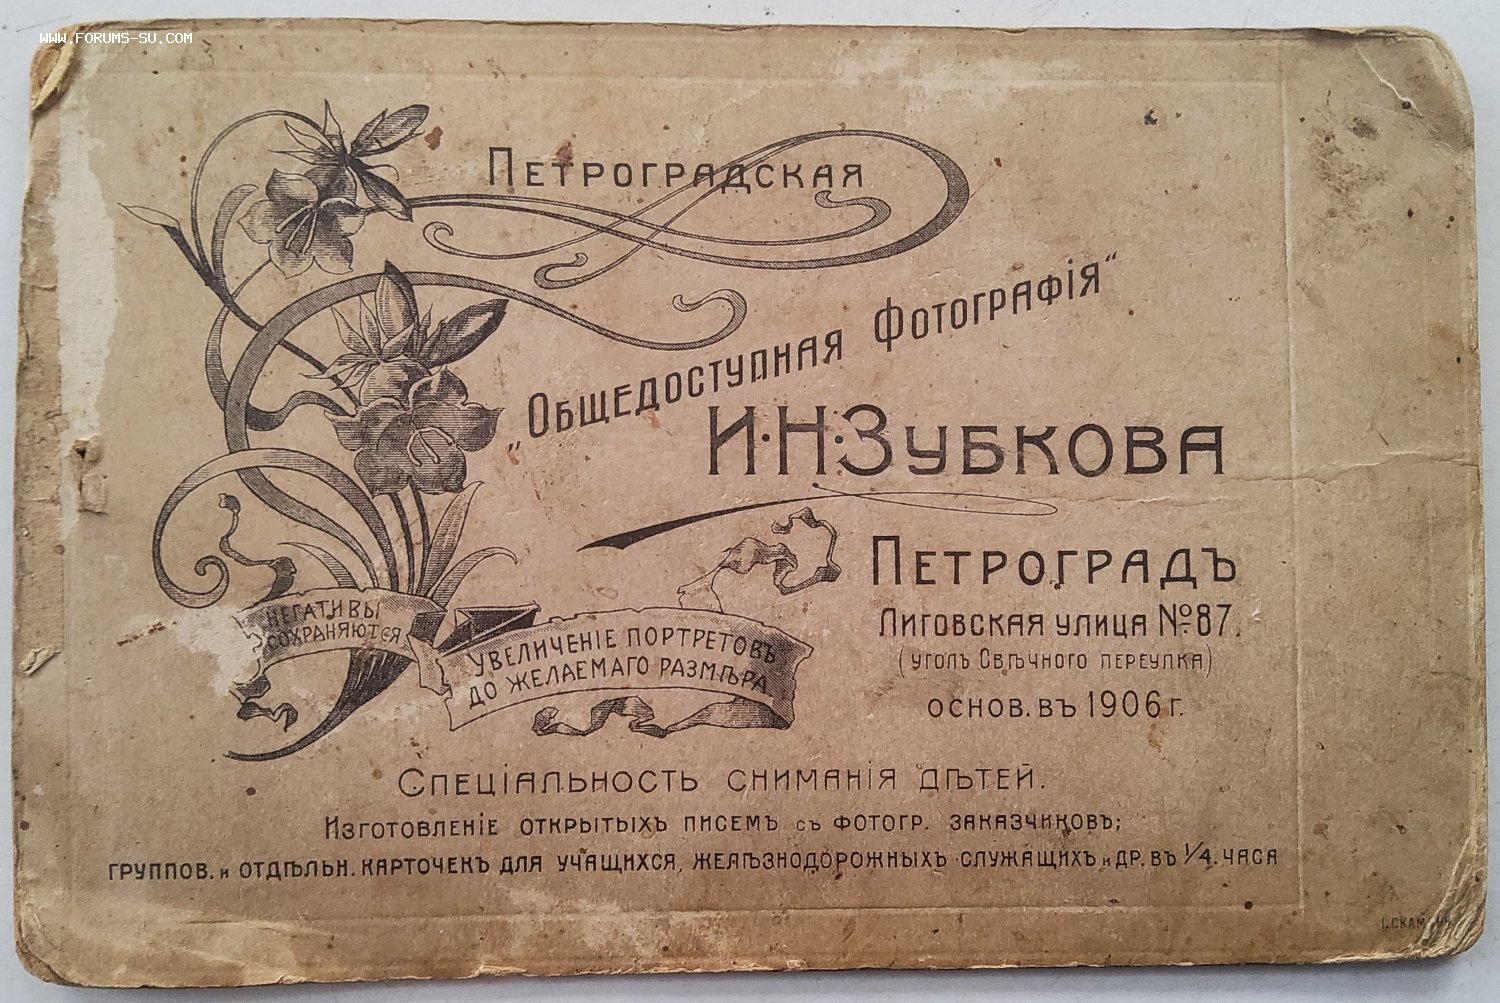 www.forums-su.com
Петроградская
„Общедоступная Фотографія“
И·Н·Зубкова
Петроградъ
Лиговская улица № 87.
(уголъ Свѣчного переулка)
основ. въ 1906 г.
Негативы
сохраняются
Увеличеніе портретовъ
до желаемаго размѣра
Спеціальность сниманія дѣтей.
Изготовленіе открытыхъ писемъ съ фотогр. заказчиковъ;
группов. и отдѣльн. карточекъ для учащихся, желѣзнодорожныхъ служащихъ и др. въ 1/4. часа